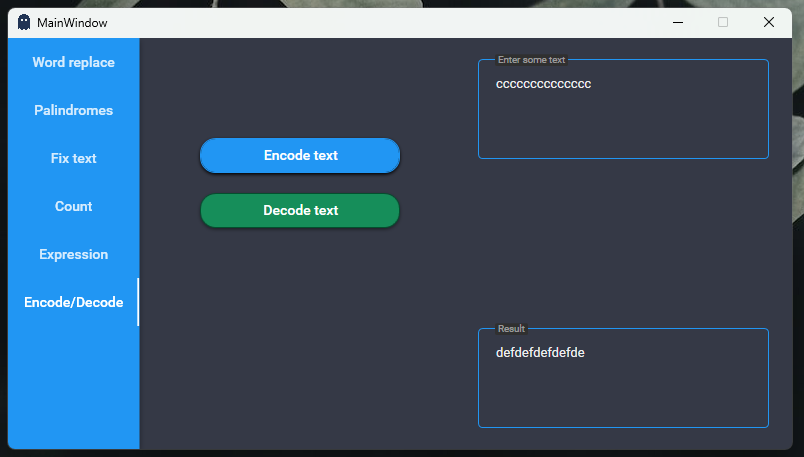 MainWindow
Word replace
Palindromes
Fix text
Count
Expression
Encode/Decode
Encode text
Decode text
Enter some text
cccccccccccccc
Result
defdefdefdefde